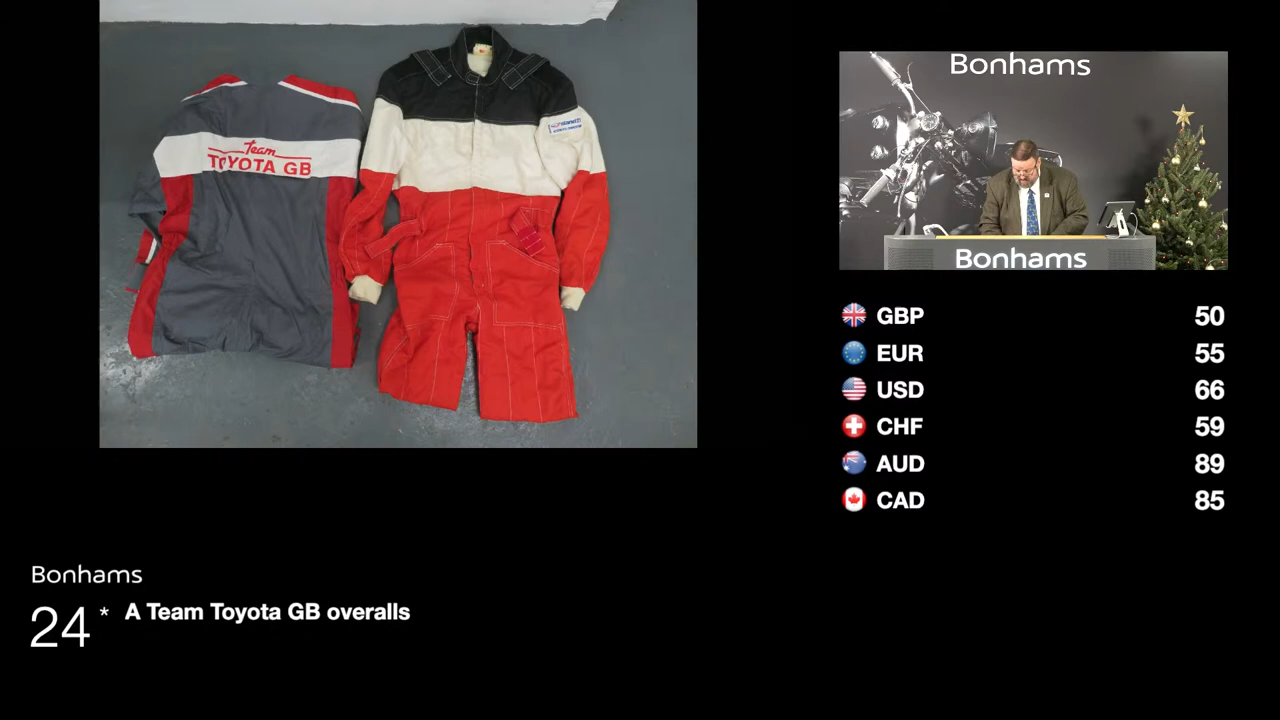 team
TOYOTA GB
Bonhams
Bonhams
GBP 50
EUR 55
USD 66
CHF 59
AUD 89
CAD 85
Bonhams
24 * A Team Toyota GB overalls